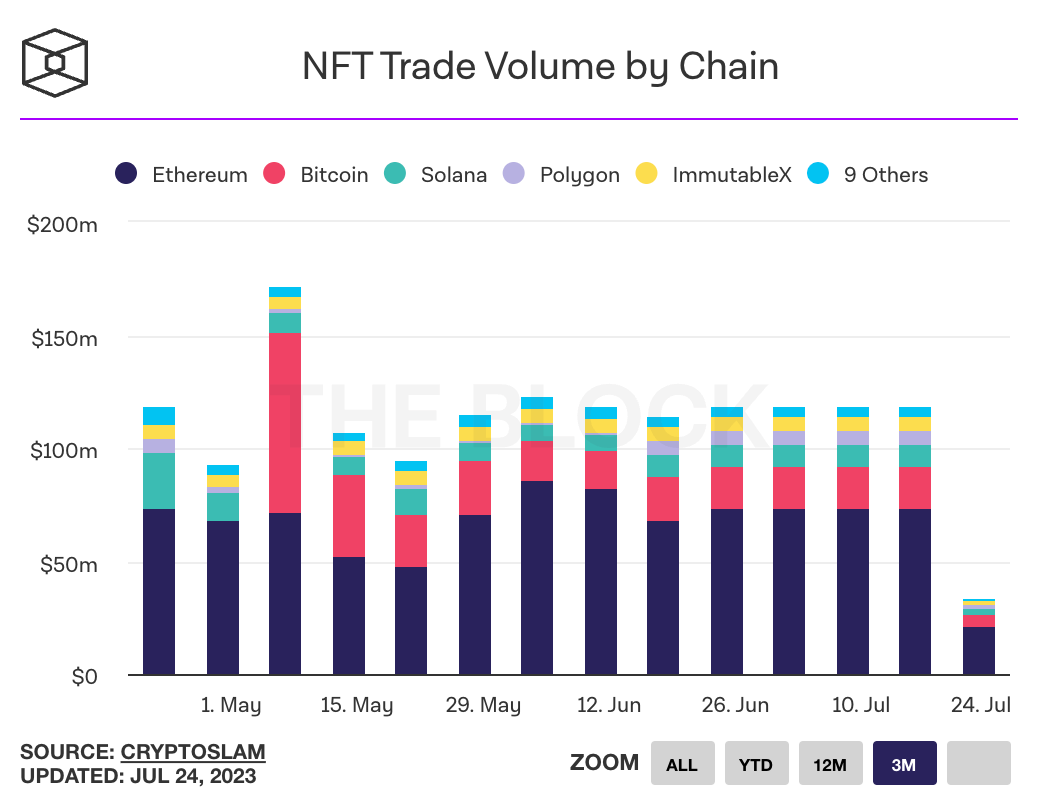 NFT Trade Volume by Chain
Ethereum Bitcoin Solana Polygon ImmutableX 9 Others
$200m
$150m
THE BLOCK
$100m
$50m
$0
1. May 15. May 29. May 12. Jun 26. Jun 10. Jul 24. Jul
SOURCE: CRYPTOSLAM
UPDATED: JUL 24, 2023
ZOOM ALL YTD 12M 3M